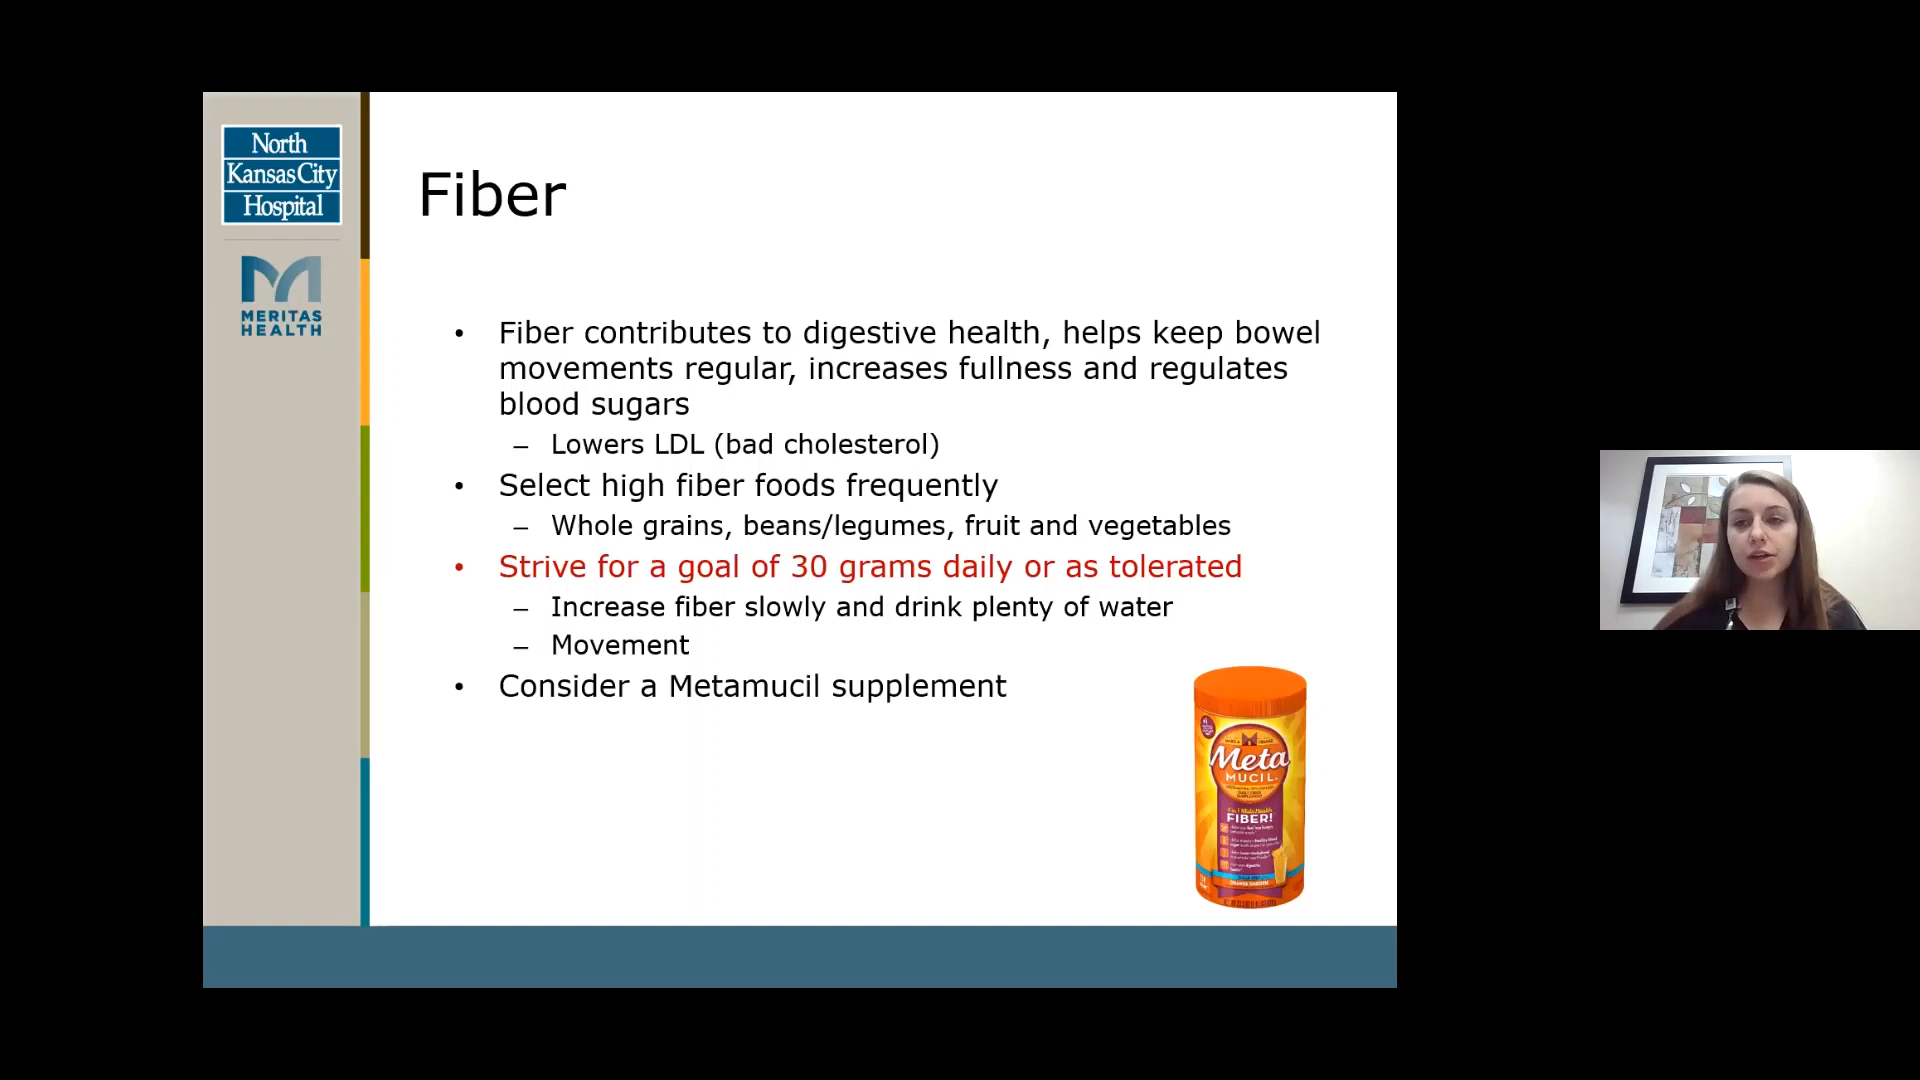 North
Kansas City
Hospital
MERITAS
HEALTH
Fiber
• Fiber contributes to digestive health, helps keep bowel
movements regular, increases fullness and regulates
blood sugars
– Lowers LDL (bad cholesterol)
• Select high fiber foods frequently
– Whole grains, beans/legumes, fruit and vegetables
• Strive for a goal of 30 grams daily or as tolerated
– Increase fiber slowly and drink plenty of water
– Movement
• Consider a Metamucil supplement
Meta
MUCIL
FIBER!